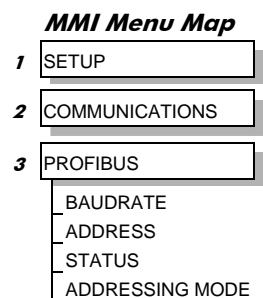 MMI Menu Map
1 SETUP
2 COMMUNICATIONS
3 PROFIBUS
BAUDRATE
ADDRESS
STATUS
ADDRESSING MODE